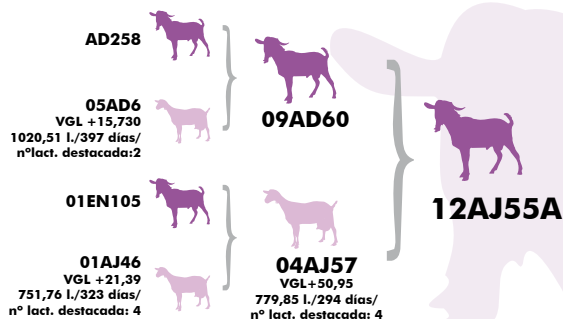 AD258
05AD6
VGL +15,730
1020,51 l./397 días/
nºlact. destacada:2
09AD60
01EN105
01AJ46
VGL +21,39
751,76 l./323 días/
nº lact. destacada: 4
04AJ57
VGL+50,95
779,85 l./294 días/
nº lact. destacada: 4
12AJ55A